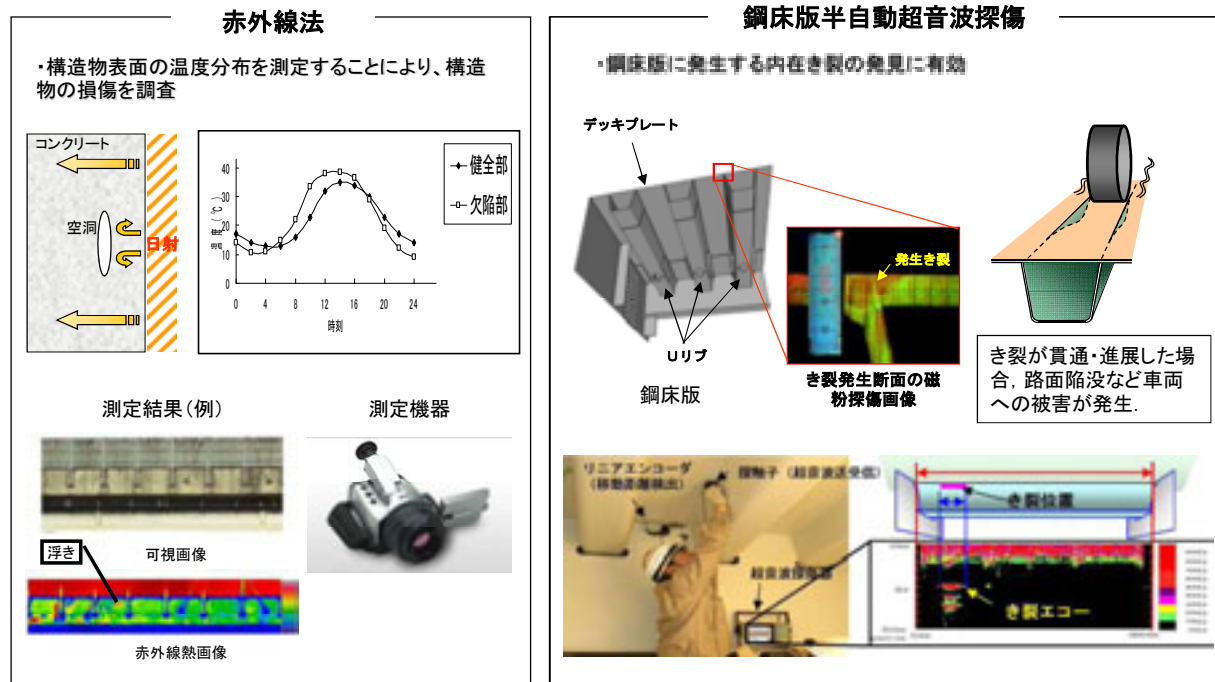 赤外線法
・構造物表面の温度分布を測定することにより、構造
物の損傷を調査
コンクリート
空洞
日射
40
30
20
10
0
温度(℃)
0 4 8 12 16 20 24
時刻
健全部
欠陥部
測定結果(例)
測定機器
浮き
可視画像
赤外線熱画像
鋼床版半自動超音波探傷
・鋼床版に発生する内在き裂の発見に有効
デッキプレート
Uリブ
鋼床版
発生き裂
き裂発生断面の磁
粉探傷画像
き裂が貫通・進展した場
合, 路面陥没など車両
への被害が発生.
リニアエンコーダ
(移動距離検出)
接触子(超音波送受信)
超音波探傷器
き裂位置
き裂エコー